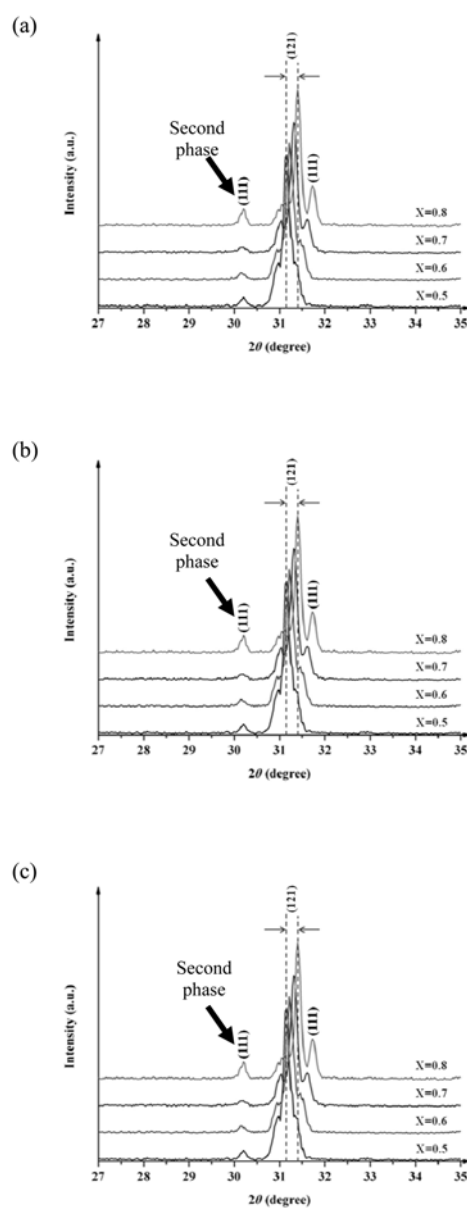 (a)
(121)
Second
phase
(111)
(111)
Intensity (a.u.)
X=0.8
X=0.7
X=0.6
X=0.5
27 28 29 30 31 32 33 34 35
2θ (degree)
(b)
(121)
Second
phase
(111)
(111)
Intensity (a.u.)
X=0.8
X=0.7
X=0.6
X=0.5
27 28 29 30 31 32 33 34 35
2θ (degree)
(c)
(121)
Second
phase
(111)
(111)
Intensity (a.u.)
X=0.8
X=0.7
X=0.6
X=0.5
27 28 29 30 31 32 33 34 35
2θ (degree)